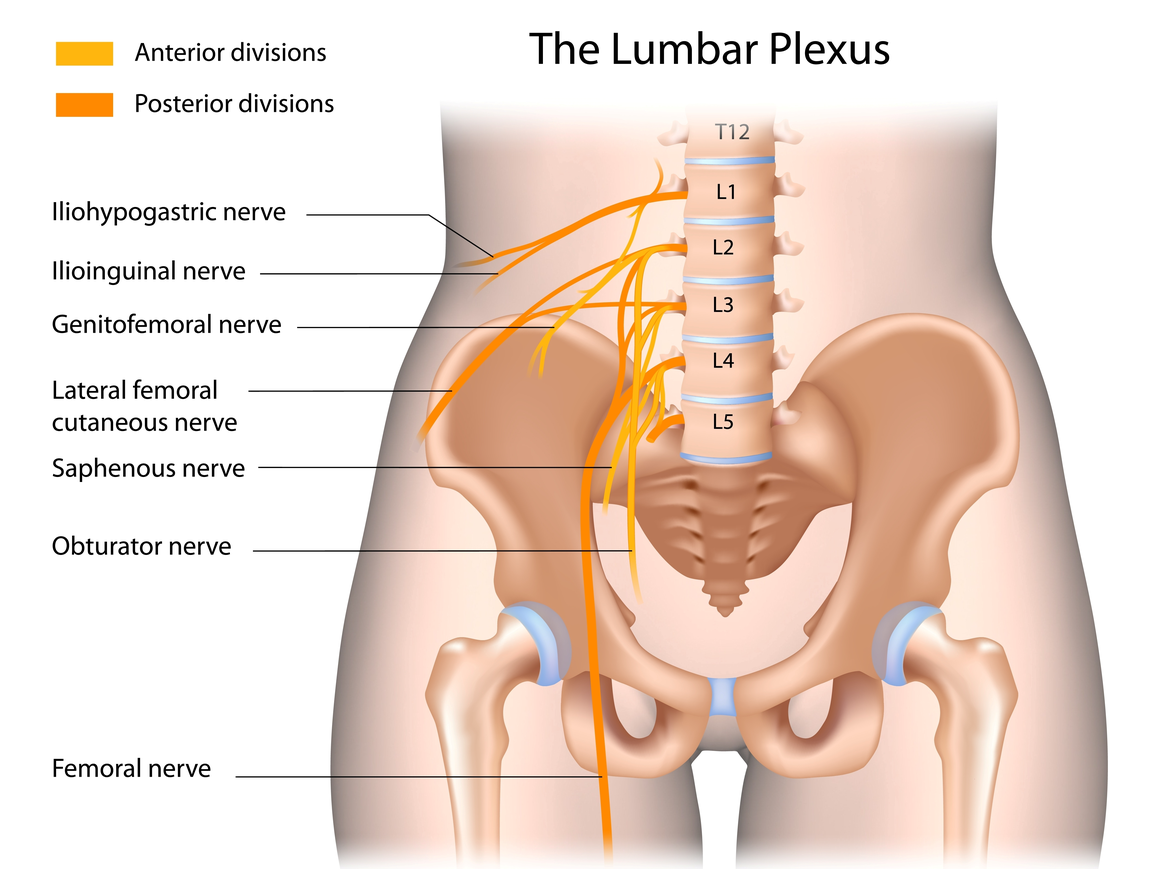 The Lumbar Plexus
Anterior divisions
Posterior divisions
T12
L1
L2
L3
L4
L5
Iliohypogastric nerve
Ilioinguinal nerve
Genitofemoral nerve
Lateral femoral
cutaneous nerve
Saphenous nerve
Obturator nerve
Femoral nerve